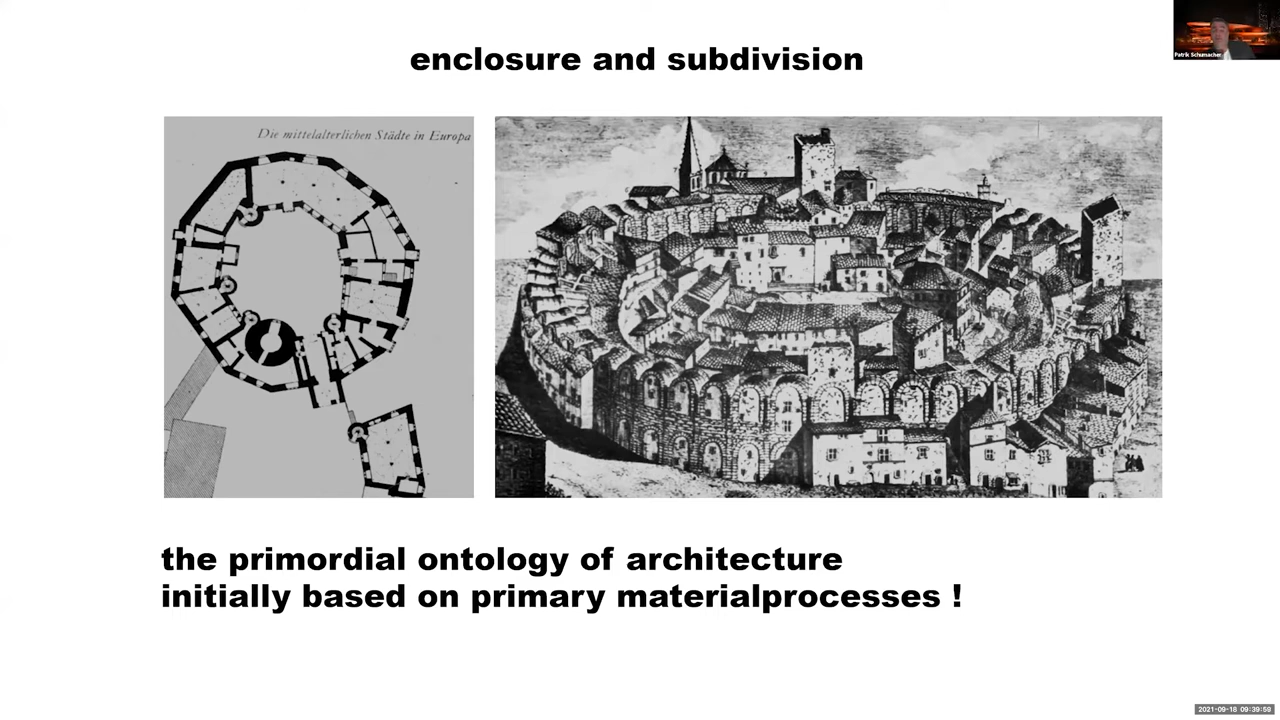 enclosure and subdivision
Patrik Schumacher
Die mittelalterlichen Städte in Europa
the primordial ontology of architecture
initially based on primary materialprocesses !
2021-09-18 09:39:59